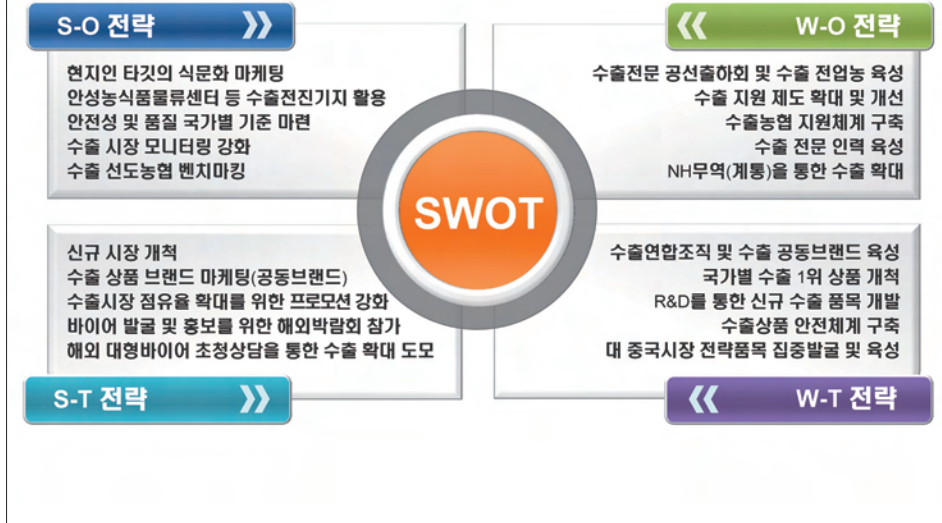 S-O 전략
현지인 타깃의 식문화 마케팅
안성농식품물류센터 등 수출전진기지 활용
안전성 및 품질 국가별 기준 마련
수출 시장 모니터링 강화
수출 선도농협 벤치마킹
W-O 전략
수출전문 공선출하회 및 수출 전업농 육성
수출 지원 제도 확대 및 개선
수출농협 지원체계 구축
수출 전문 인력 육성
NH무역(계통)을 통한 수출 확대
SWOT
신규 시장 개척
수출 상품 브랜드 마케팅(공동브랜드)
수출시장 점유율 확대를 위한 프로모션 강화
바이어 발굴 및 홍보를 위한 해외박람회 참가
해외 대형바이어 초청상담을 통한 수출 확대 도모
S-T 전략
수출연합조직 및 수출 공동브랜드 육성
국가별 수출 1위 상품 개척
R&D를 통한 신규 수출 품목 개발
수출상품 안전체계 구축
대 중국시장 전략품목 집중발굴 및 육성
W-T 전략